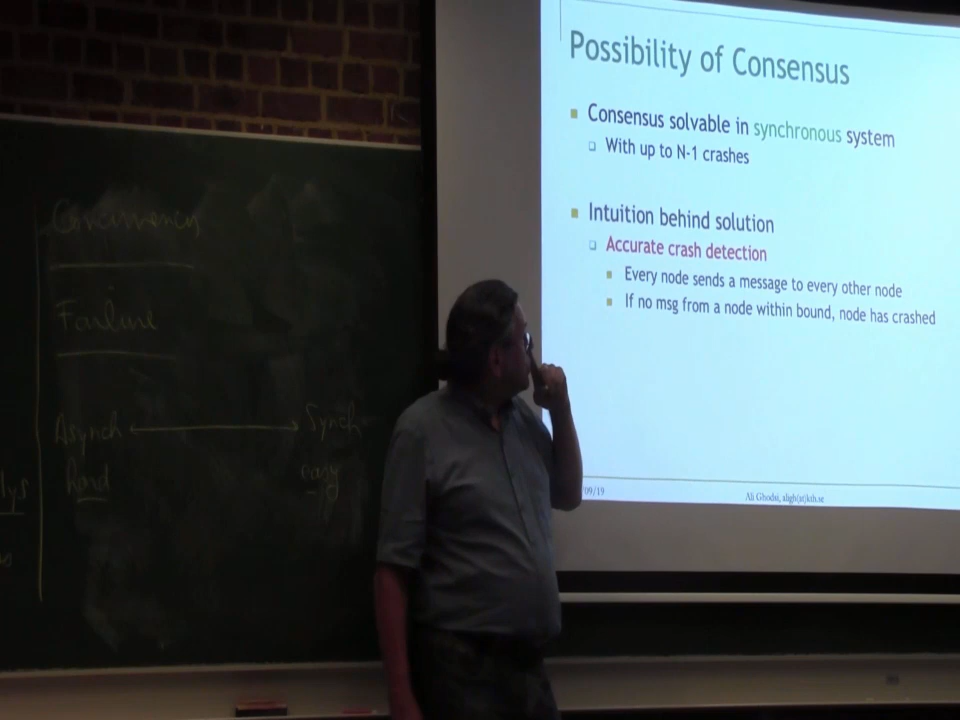 Concurrency
Failure
Asynch
Synch
hard
easy
lys
Possibility of Consensus
Consensus solvable in synchronous system
With up to N-1 crashes
Intuition behind solution
Accurate crash detection
Every node sends a message to every other node
If no msg from a node within bound, node has crashed
09/19
Ali Ghodsi, aligh(at)kth.se